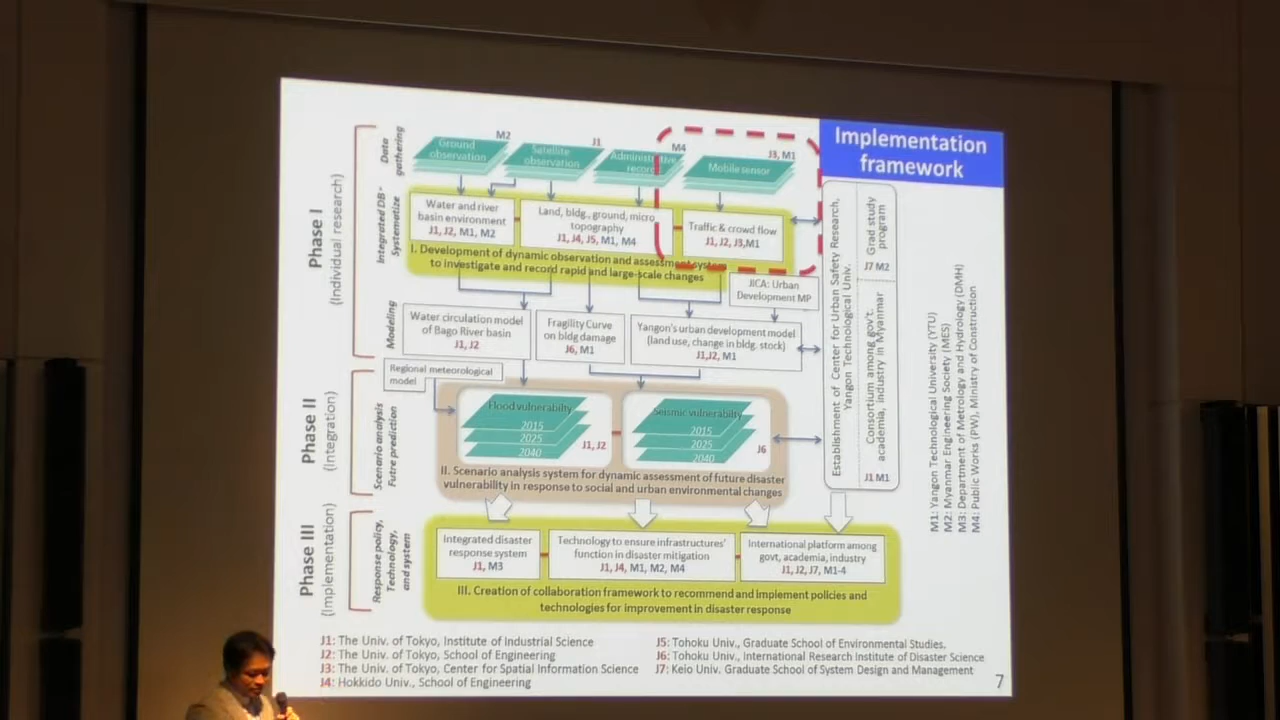 Implementation
framework
Phase I
(Individual research)
Data
gathering
Ground
observation
M2
Satellite
observation
J1
Administrative
record
M4
Mobile sensor
J3, M1
Integrated DB -
Systematize
Water and river
basin environment
J1, J2, M1, M2
Land, bldg., ground, micro
topography
J1, J4, J5, M1, M4
Traffic & crowd flow
J1, J2, J3,M1
I. Development of dynamic observation and assessment system
to investigate and record rapid and large-scale changes
JICA: Urban
Development MP
Modeling
Water circulation model
of Bago River basin
J1, J2
Fragility Curve
on bldg damage
J6, M1
Yangon's urban development model
(land use, change in bldg. stock)
J1,J2, M1
Regional meteorological
model
Phase II
(Integration)
Scenario analysis
Futre prediction
Flood vulnerabilty
2015
2025
2040
J1, J2
Seismic vulnerabilty
2015
2025
2040
J6
II. Scenario analysis system for dynamic assessment of future disaster
vulnerability in response to social and urban environmental changes
Phase III
(Implementation)
Response policy,
Technology,
and system
Integrated disaster
response system
J1, M3
Technology to ensure infrastructures'
function in disaster mitigation
J1, J4, M1, M2, M4
International platform among
govt, academia, industry
J1, J2, J7, M1-4
III. Creation of collaboration framework to recommend and implement policies and
technologies for improvement in disaster response
Establishment of Center for Urban Safety Research,
Yangon Technological Univ.
Grad study
program
J7 M2
Consortium among gov't.
academia, industry in Myanmar
J1 M1
M1: Yangon Technological University (YTU)
M2: Myanmar Engineering Society (MES)
M3: Department of Metrology and Hydrology (DMH)
M4: Public Works (PW), Ministry of Construction
J1: The Univ. of Tokyo, Institute of Industrial Science
J2: The Univ. of Tokyo, School of Engineering
J3: The Univ. of Tokyo, Center for Spatial Information Science
J4: Hokkido Univ., School of Engineering
J5: Tohoku Univ., Graduate School of Environmental Studies.
J6: Tohoku Univ., International Research Institute of Disaster Science
J7: Keio Univ. Graduate School of System Design and Management
7